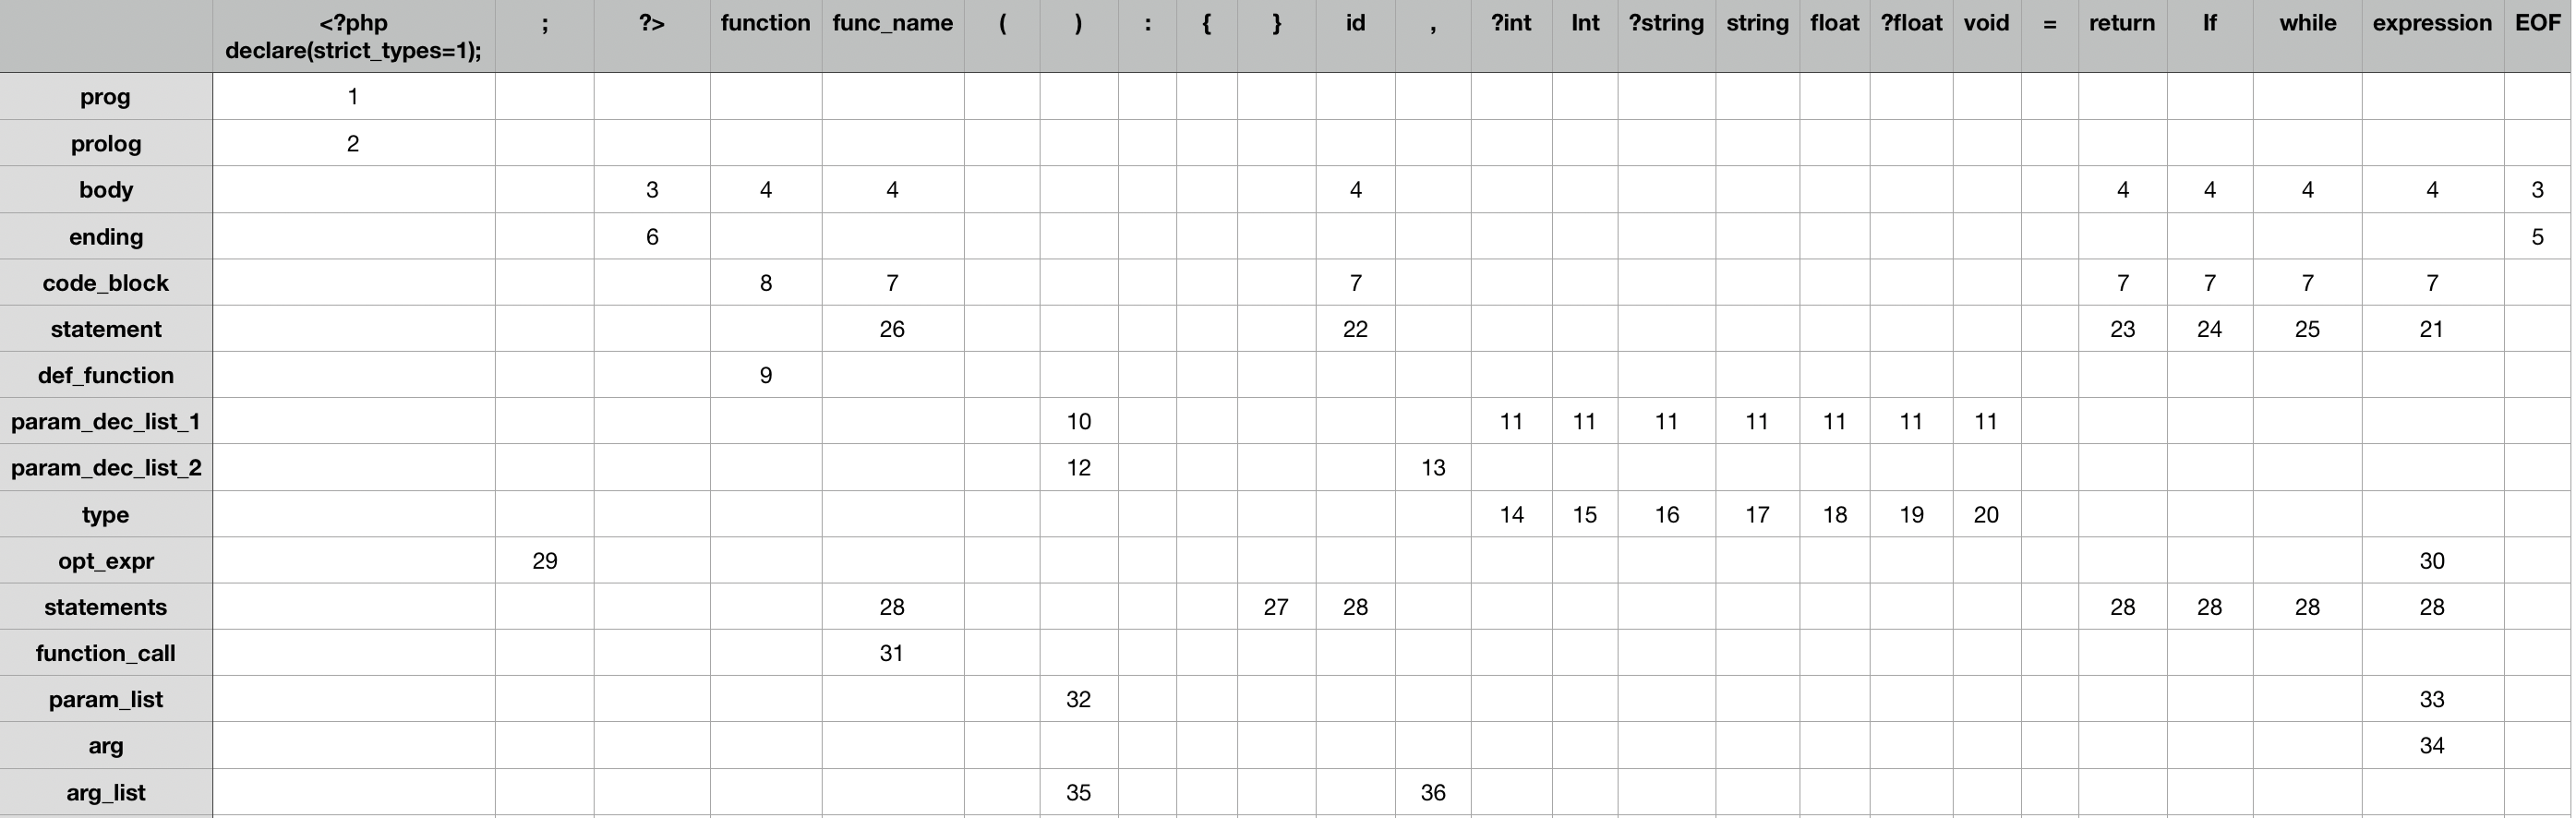 <?php declare(strict_types=1); ; ?> function func_name ( ) : { } id , ?int Int ?string string float ?float void = return If while expression EOF
prog 1
prolog 2
body 3 4 4 4 4 4 4 4 3
ending 6 5
code_block 8 7 7 7 7 7 7
statement 26 22 23 24 25 21
def_function 9
param_dec_list_1 10 11 11 11 11 11 11 11
param_dec_list_2 12 13
type 14 15 16 17 18 19 20
opt_expr 29 30
statements 28 27 28 28 28 28 28
function_call 31
param_list 32 33
arg 34
arg_list 35 36